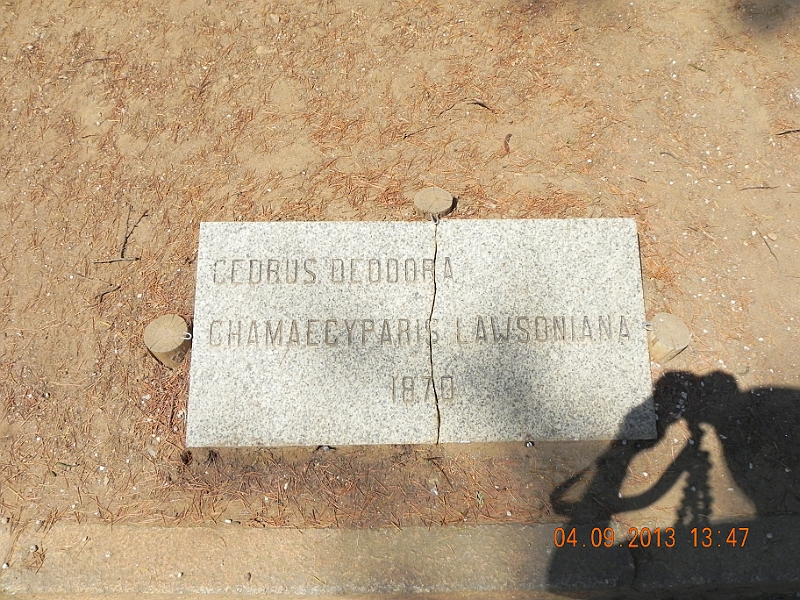 CEDRUS DEODORA
CHAMAECYPARIS LAWSONIANA
1870
04.09.2013 13:47